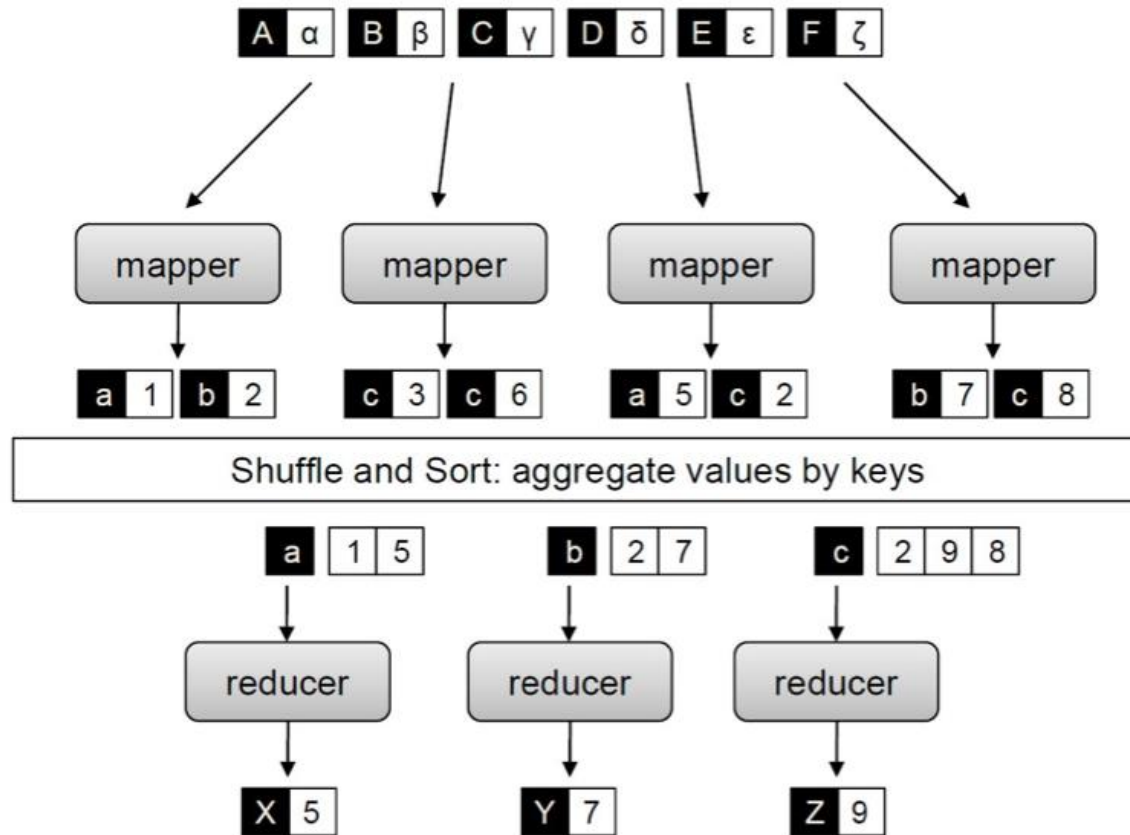 A α B β C γ D δ E ε F ζ
mapper mapper mapper mapper
a 1 b 2 c 3 c 6 a 5 c 2 b 7 c 8
Shuffle and Sort: aggregate values by keys
a 1 5 b 2 7 c 2 9 8
reducer reducer reducer
X 5 Y 7 Z 9